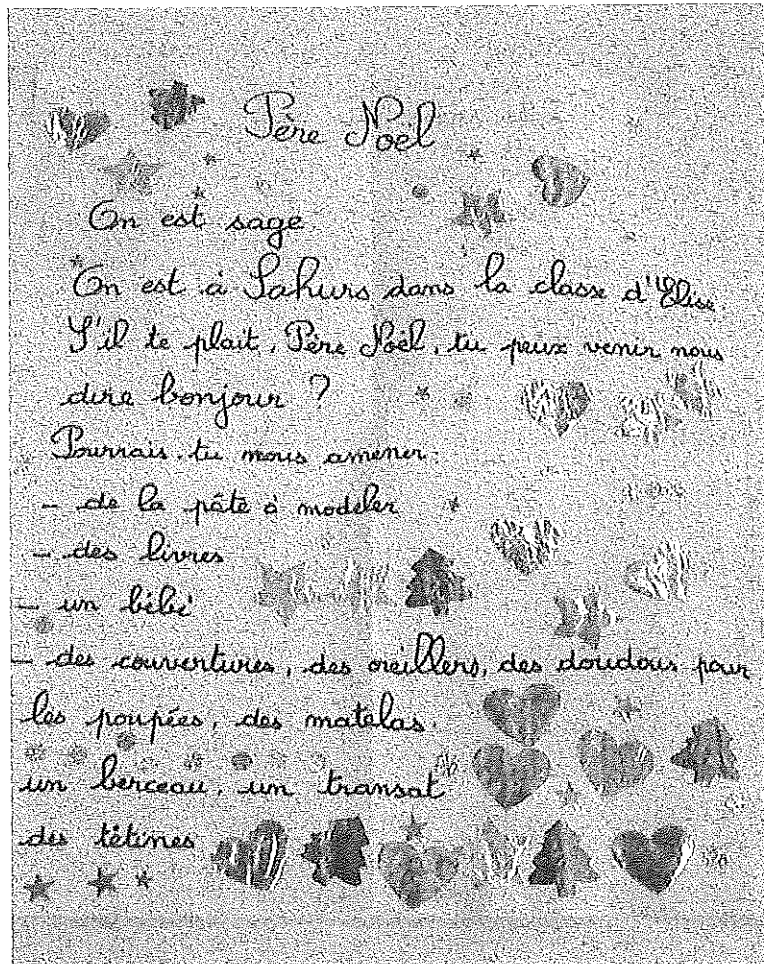 Père Noël
On est sage.
On est à Sahurs dans la classe d'Elise.
S'il te plait, Père Noël, tu peux venir nous
dire bonjour ?
Pourrais-tu nous amener:
- de la pâte à modeler
- des livres
- un bébé
- des couvertures, des oreillers, des doudous pour
les poupées, des matelas.
un berceau, un transat
des tétines